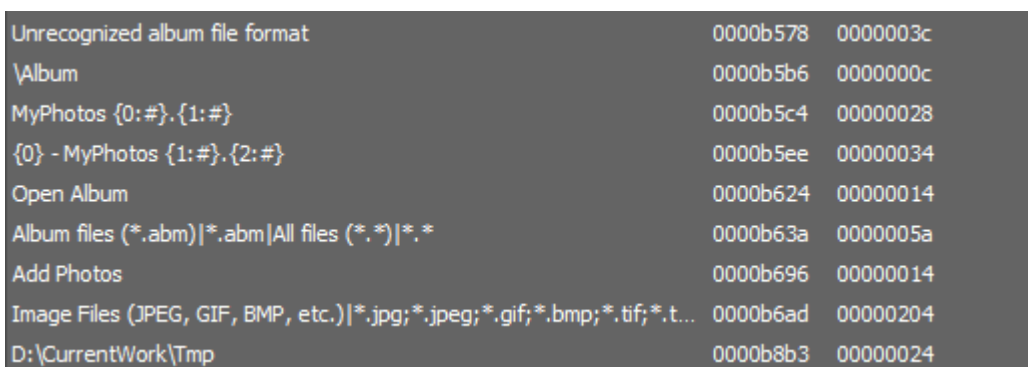 Unrecognized album file format 0000b578 0000003c
\Album 0000b5b6 0000000c
MyPhotos {0:#}.{1:#} 0000b5c4 00000028
{0} - MyPhotos {1:#}.{2:#} 0000b5ee 00000034
Open Album 0000b624 00000014
Album files (*.abm)|*.abm|All files (*.*)|*.* 0000b63a 0000005a
Add Photos 0000b696 00000014
Image Files (JPEG, GIF, BMP, etc.)|*.jpg;*.jpeg;*.gif;*.bmp;*.tif;*.t... 0000b6ad 00000204
D:\CurrentWork\Tmp 0000b8b3 00000024